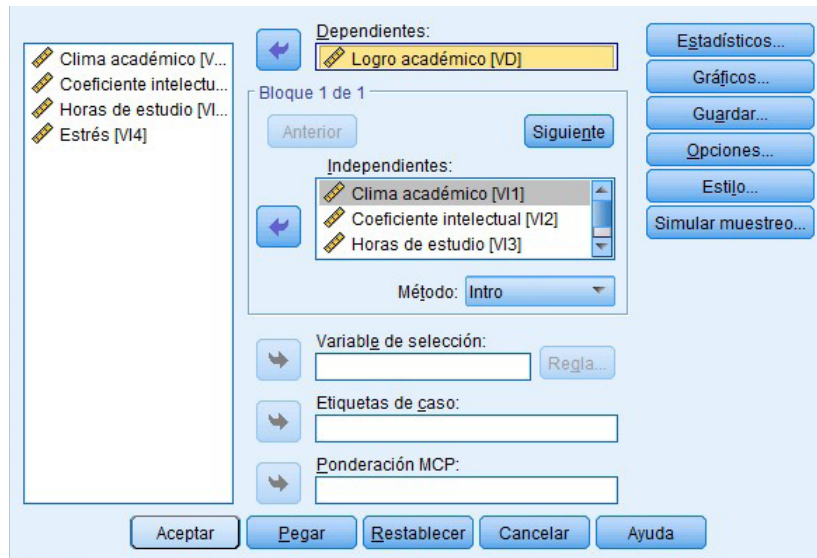 Clima académico [V...
Coeficiente intelectu...
Horas de estudio [VI...
Estrés [VI4]
Dependientes:
Logro académico [VD]
Bloque 1 de 1
Anterior
Siguiente
Independientes:
Clima académico [VI1]
Coeficiente intelectual [VI2]
Horas de estudio [VI3]
Método: Intro
Variable de selección:
Regla...
Etiquetas de caso:
Ponderación MCP:
Estadísticos...
Gráficos...
Guardar...
Opciones...
Estilo...
Simular muestreo...
Aceptar Pegar Restablecer Cancelar Ayuda